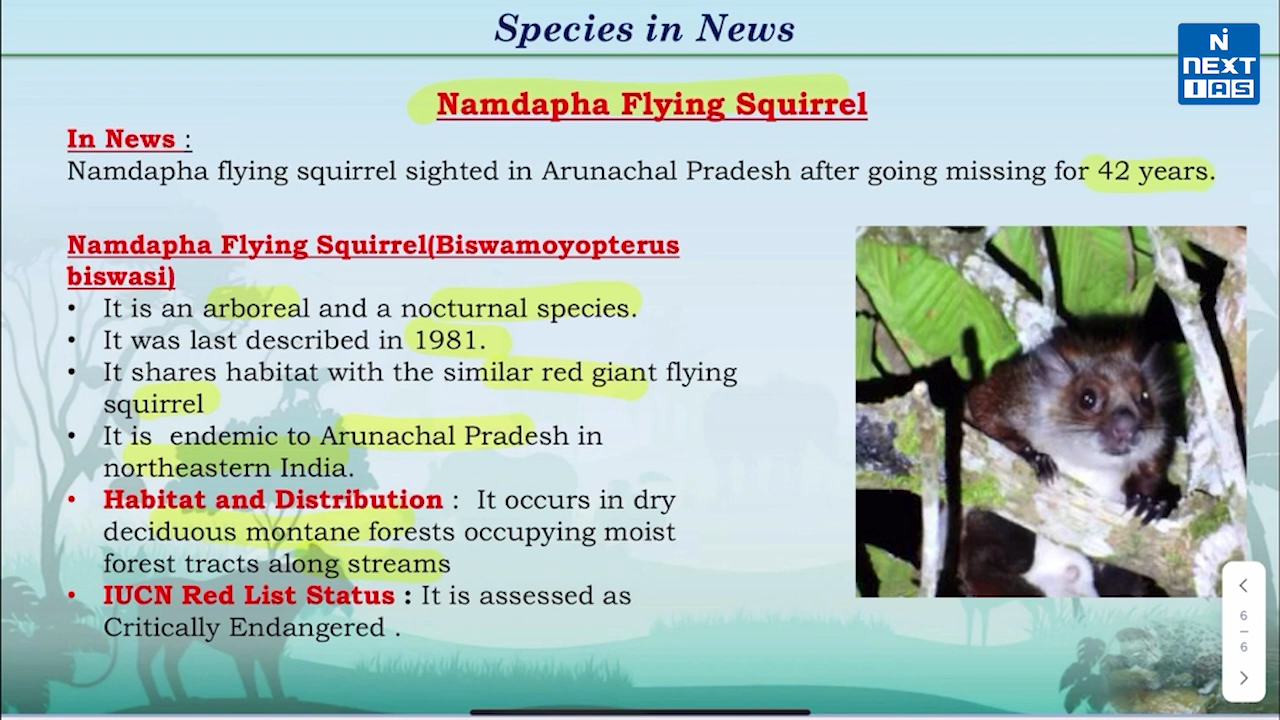 Species in News
NEXT
IAS
Namdapha Flying Squirrel
In News :
Namdapha flying squirrel sighted in Arunachal Pradesh after going missing for 42 years.
Namdapha Flying Squirrel(Biswamoyopterus
biswasi)
• It is an arboreal and a nocturnal species.
• It was last described in 1981.
• It shares habitat with the similar red giant flying
squirrel
• It is endemic to Arunachal Pradesh in
northeastern India.
• Habitat and Distribution : It occurs in dry
deciduous montane forests occupying moist
forest tracts along streams
• IUCN Red List Status : It is assessed as
Critically Endangered .
6
6